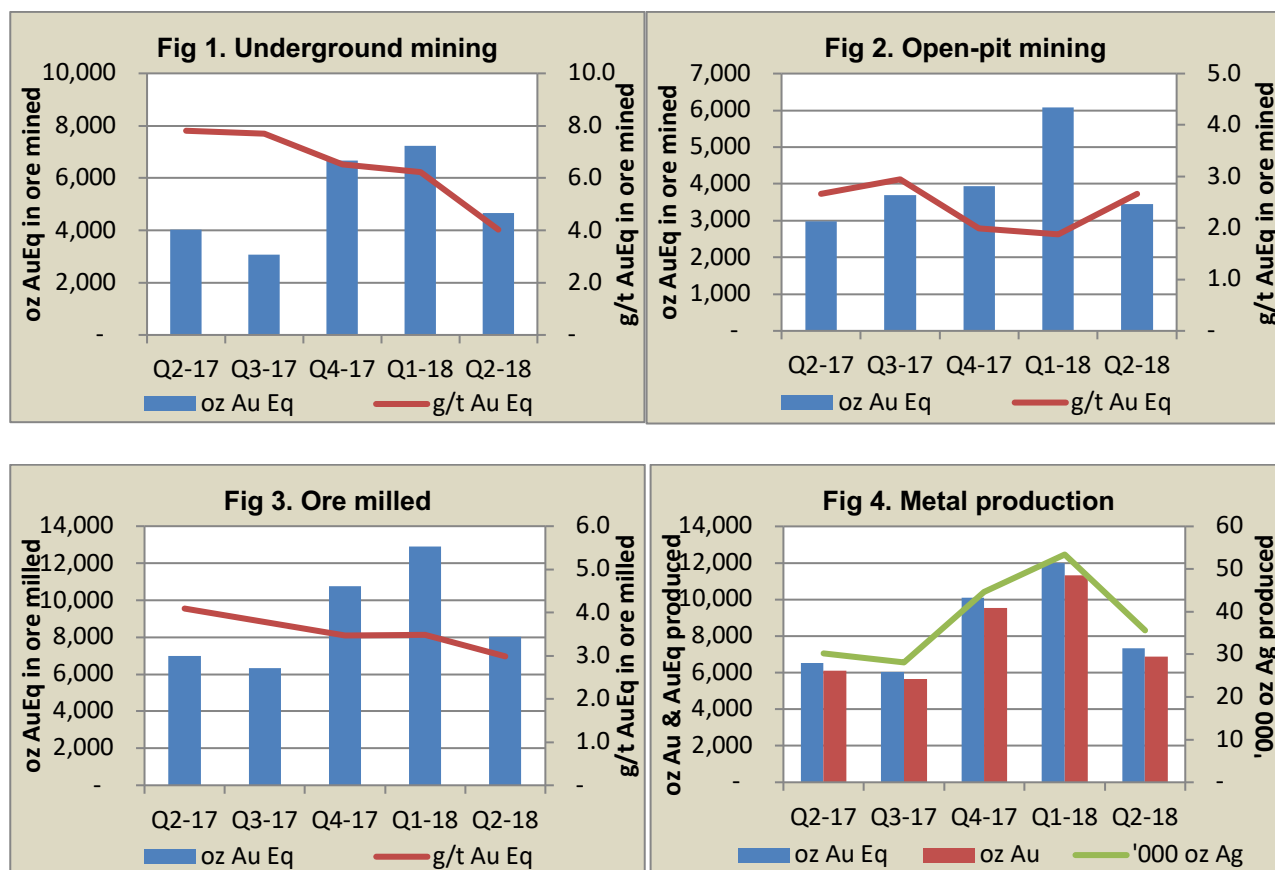 Fig 1. Underground mining
oz AuEq in ore mined
10,000
8,000
6,000
4,000
2,000
-
10.0
8.0
6.0
4.0
2.0
-
g/t AuEq in ore mined
Q2-17 Q3-17 Q4-17 Q1-18 Q2-18
oz Au Eq g/t Au Eq
Fig 2. Open-pit mining
oz AuEq in ore mined
7,000
6,000
5,000
4,000
3,000
2,000
1,000
-
5.0
4.0
3.0
2.0
1.0
-
g/t AuEq in ore mined
Q2-17 Q3-17 Q4-17 Q1-18 Q2-18
oz Au Eq g/t Au Eq
Fig 3. Ore milled
oz AuEq in ore milled
14,000
12,000
10,000
8,000
6,000
4,000
2,000
-
6.0
5.0
4.0
3.0
2.0
1.0
-
g/t AuEq in ore milled
Q2-17 Q3-17 Q4-17 Q1-18 Q2-18
oz Au Eq g/t Au Eq
Fig 4. Metal production
oz Au & AuEq produced
14,000
12,000
10,000
8,000
6,000
4,000
2,000
-
60
50
40
30
20
10
-
'000 oz Ag produced
Q2-17 Q3-17 Q4-17 Q1-18 Q2-18
oz Au Eq oz Au '000 oz Ag